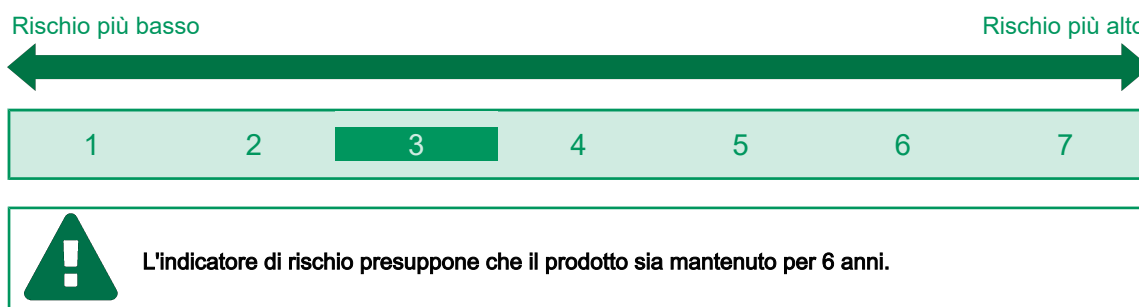 Rischio più basso Rischio più alto
1 2 3 4 5 6 7
L'indicatore di rischio presuppone che il prodotto sia mantenuto per 6 anni.